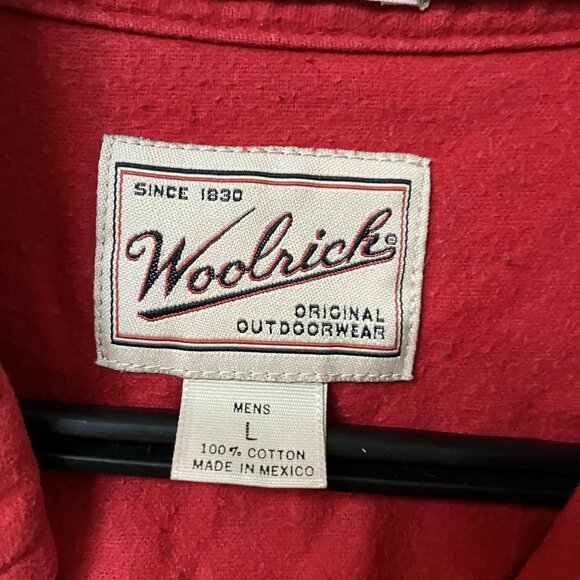 SINCE 1830
Woolrich®
ORIGINAL
OUTDOORWEAR
MENS
L
100% COTTON
MADE IN MEXICO